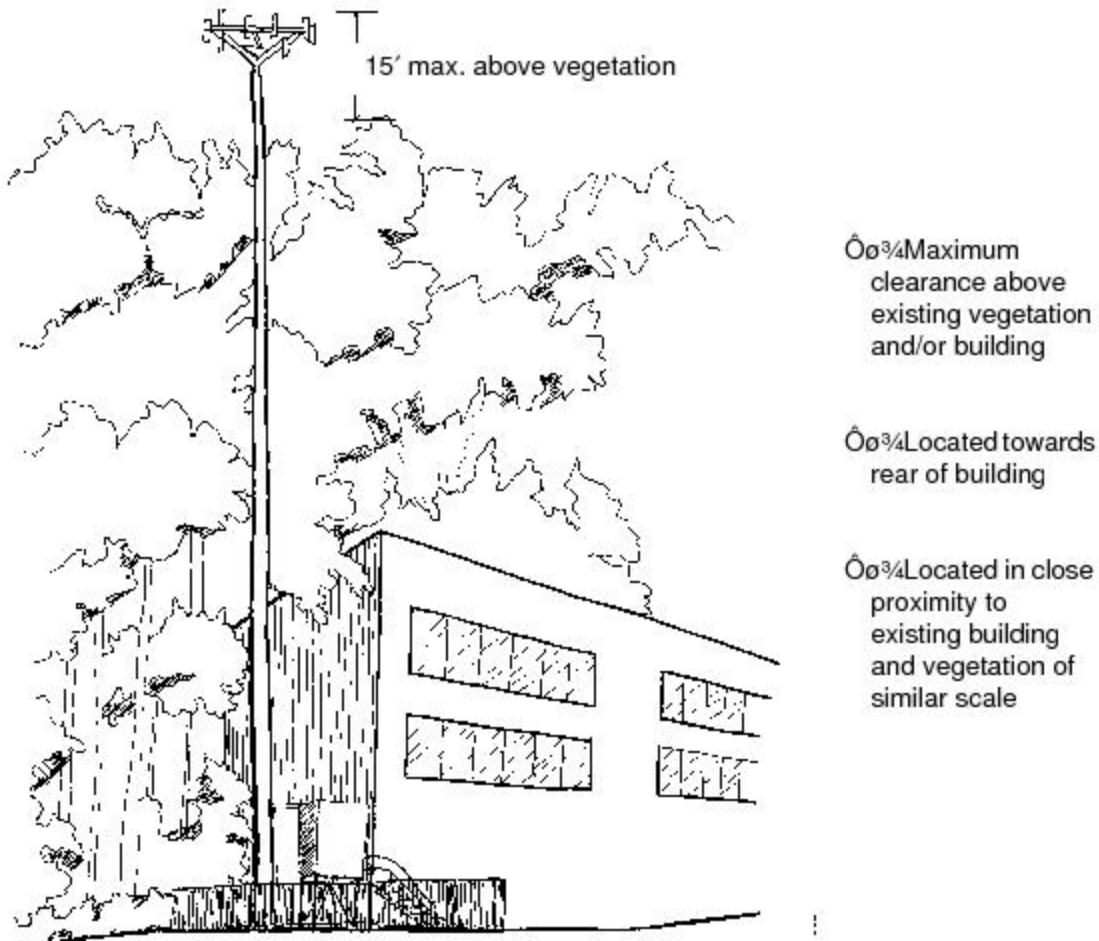 15′ max. above vegetation
Ôø¾Maximum
clearance above
existing vegetation
and/or building
Ôø¾Located towards
rear of building
Ôø¾Located in close
proximity to
existing building
and vegetation of
similar scale